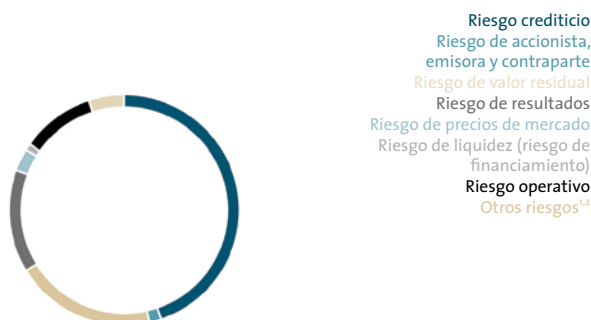 Riesgo crediticio
Riesgo de accionista,
emisora y contraparte
Riesgo de valor residual
Riesgo de resultados
Riesgo de precios de mercado
Riesgo de liquidez (riesgo de
financiamiento)
Riesgo operativo
Otros riesgos¹,²